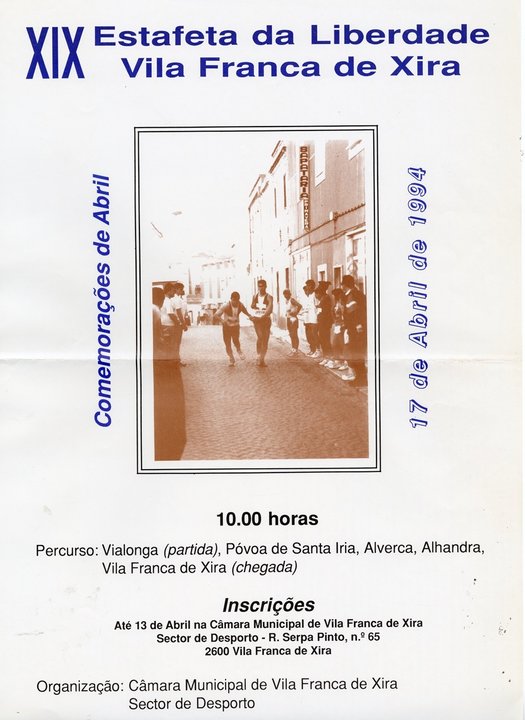 XIX Estafeta da Liberdade
Vila Franca de Xira
Comemorações de Abril
SAPATARIA
17 de Abril de 1994
10.00 horas
Percurso: Vialonga (partida), Póvoa de Santa Iria, Alverca, Alhandra,
Vila Franca de Xira (chegada)
Inscrições
Até 13 de Abril na Câmara Municipal de Vila Franca de Xira
Sector de Desporto - R. Serpa Pinto, n.º 65
2600 Vila Franca de Xira
Organização: Câmara Municipal de Vila Franca de Xira
Sector de Desporto